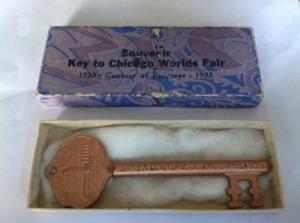 Souvenir
Key to Chicago Worlds Fair
1833 - Century of Progress - 1933